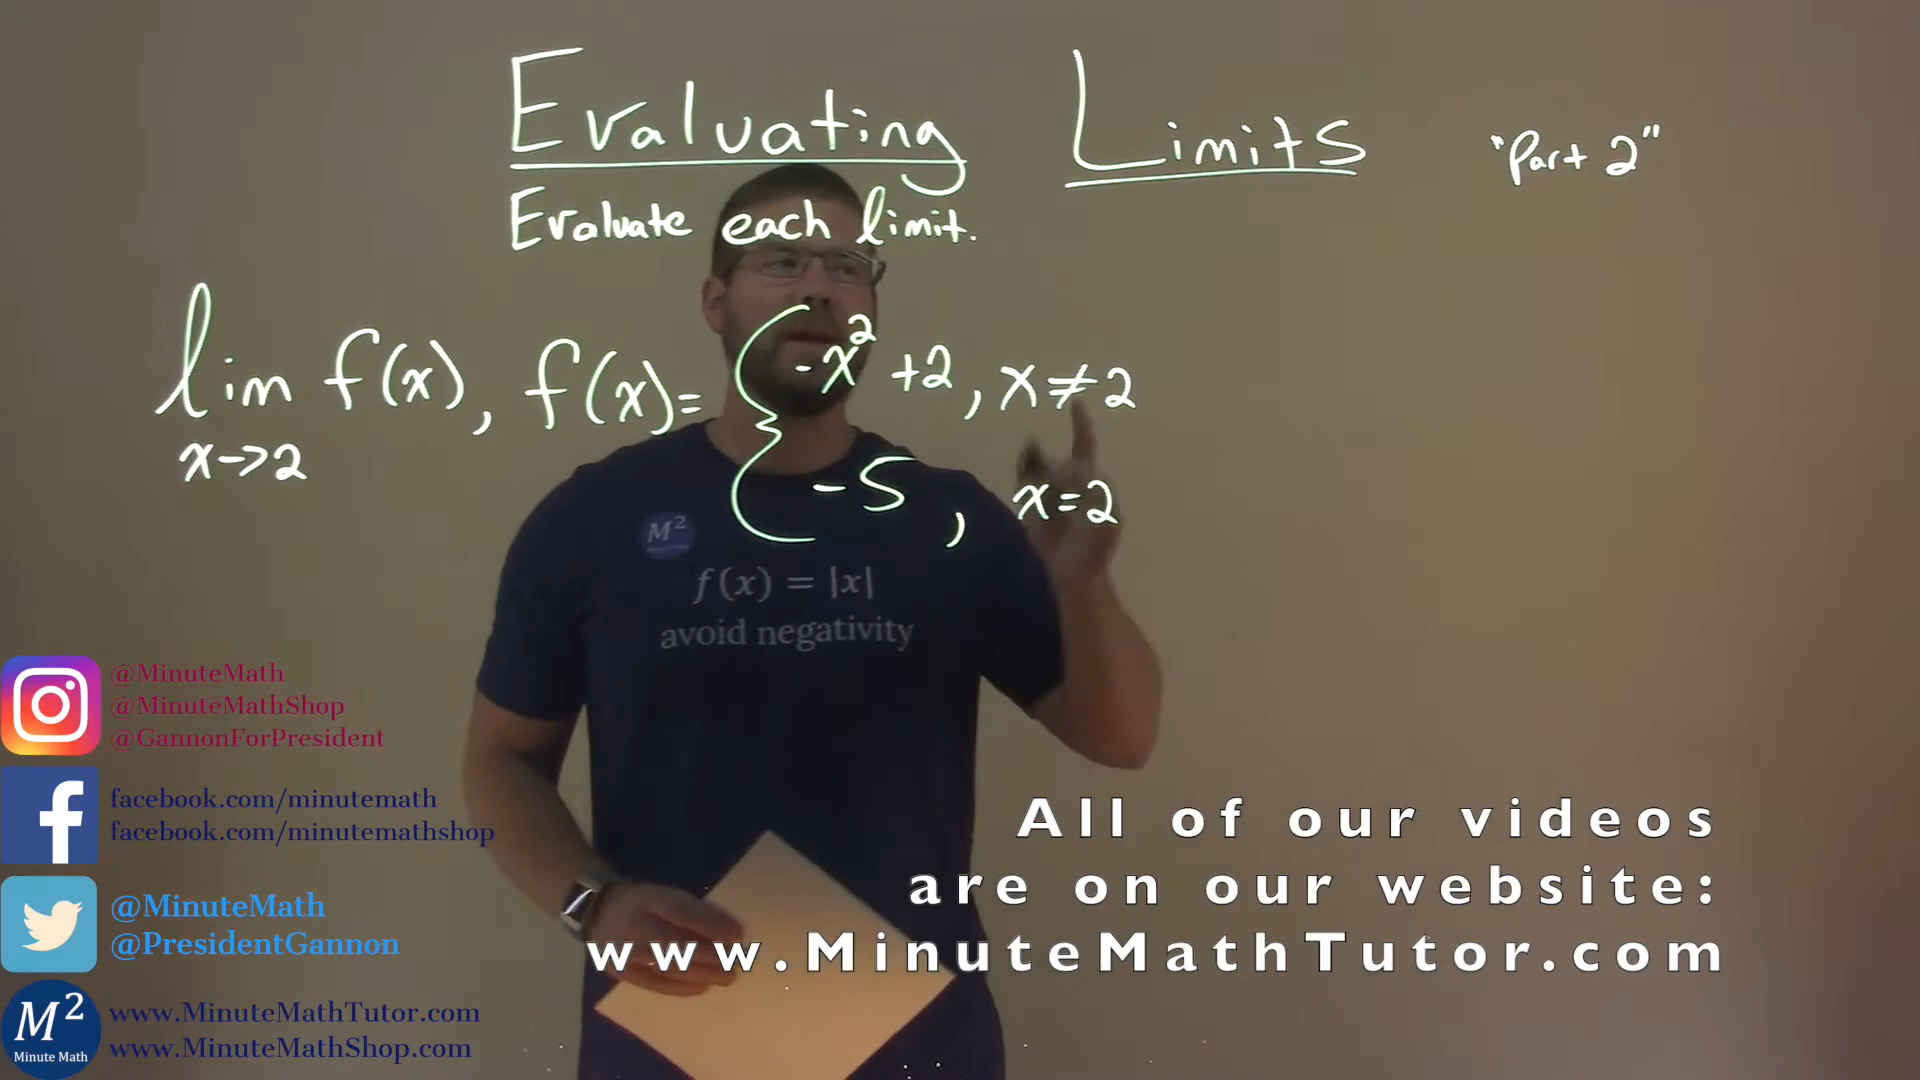 Evaluating Limits "Part 2"
Evaluate each limit.
lim f(x), f(x)= { -x²+2, x≠2
x->2
-5, x=2
M²
f(x) = |x|
avoid negativity
@MinuteMath
@MinuteMathShop
@GannonForPresident
facebook.com/minutemath
facebook.com/minutemathshop
@MinuteMath
@PresidentGannon
M²
Minute Math
www.MinuteMathTutor.com
www.MinuteMathShop.com
All of our videos
are on our website:
www.MinuteMathTutor.com